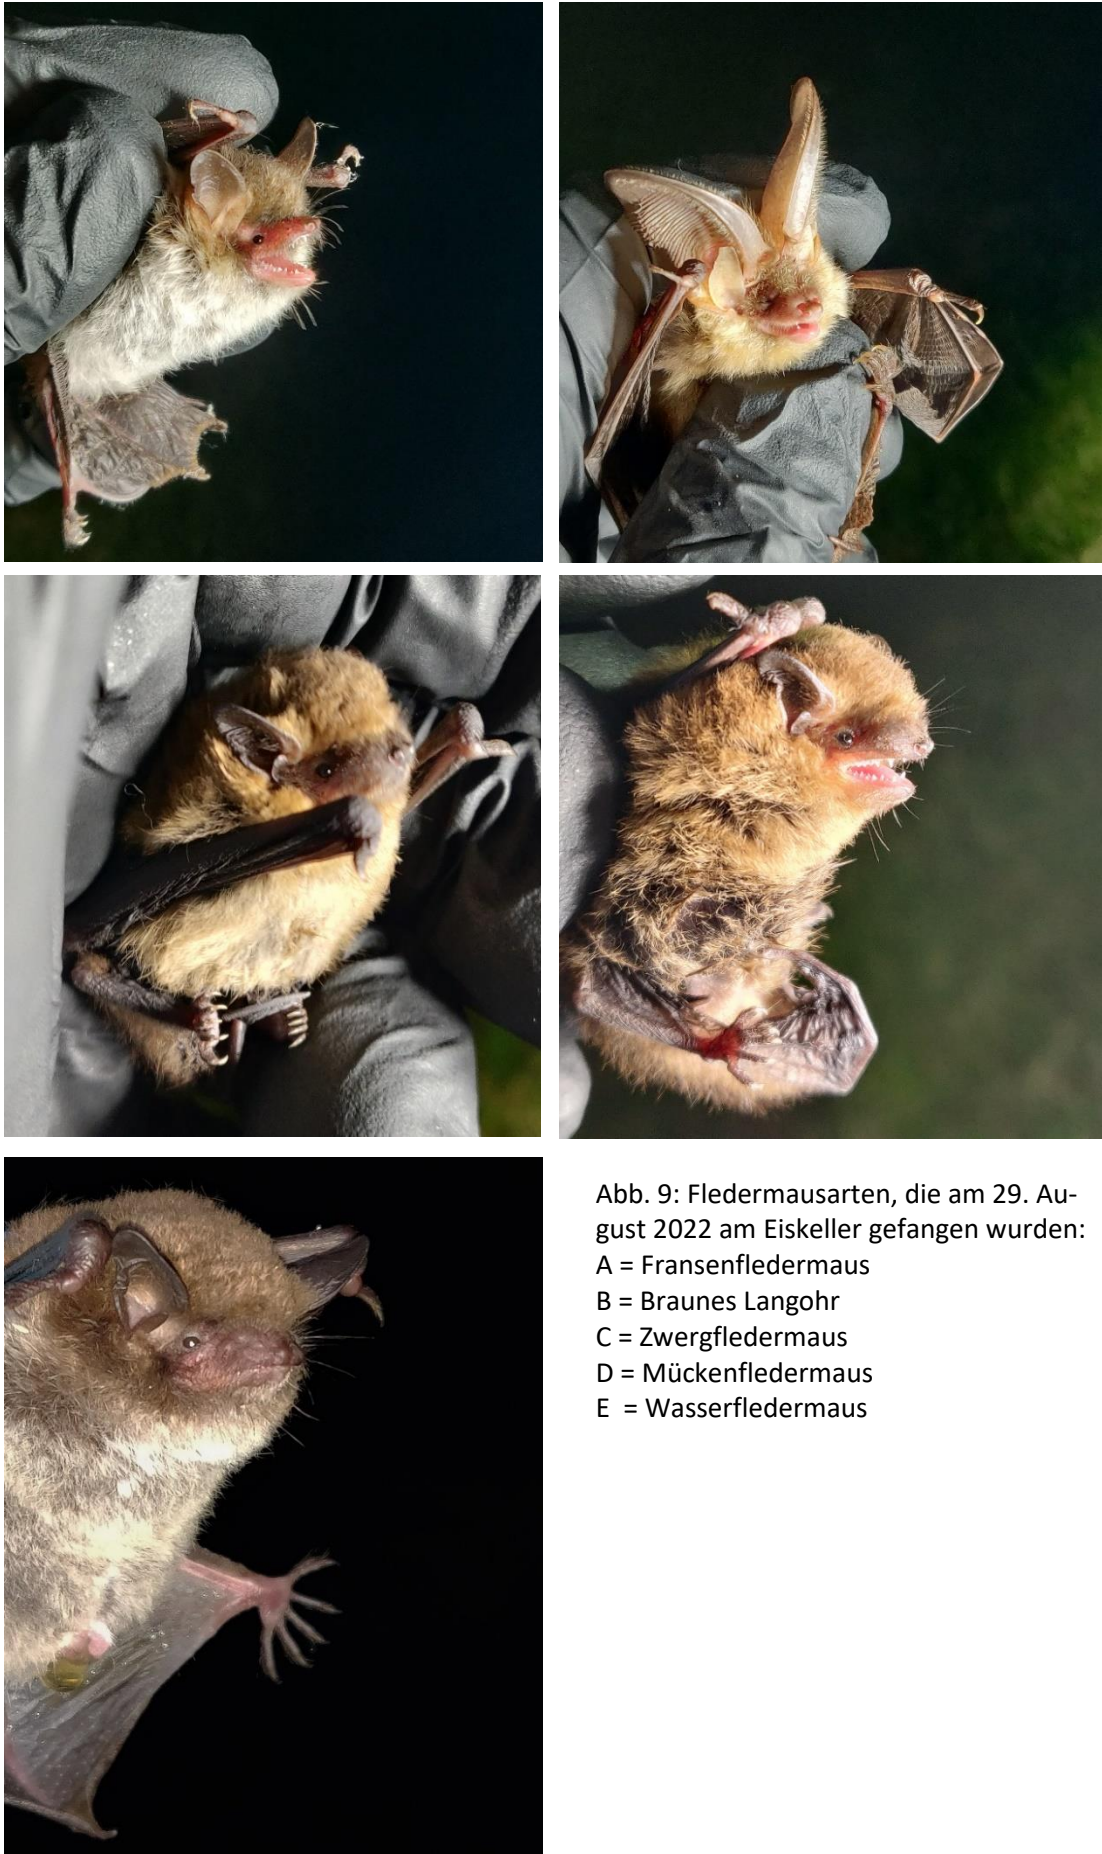 Abb. 9: Fledermausarten, die am 29. Au-
gust 2022 am Eiskeller gefangen wurden:
A = Fransenfledermaus
B = Braunes Langohr
C = Zwergfledermaus
D = Mückenfledermaus
E = Wasserfledermaus